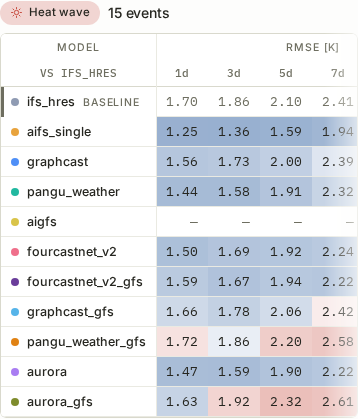 Heat wave 15 events
MODEL RMSE [K]
VS IFS_HRES 1d 3d 5d 7d
ifs_hres BASELINE 1.70 1.86 2.10 2.41
aifs_single 1.25 1.36 1.59 1.94
graphcast 1.56 1.73 2.00 2.39
pangu_weather 1.44 1.58 1.91 2.32
aigfs — — — —
fourcastnet_v2 1.50 1.69 1.92 2.24
fourcastnet_v2_gfs 1.59 1.67 1.94 2.22
graphcast_gfs 1.66 1.78 2.06 2.42
pangu_weather_gfs 1.72 1.86 2.20 2.58
aurora 1.47 1.59 1.90 2.22
aurora_gfs 1.63 1.92 2.32 2.61